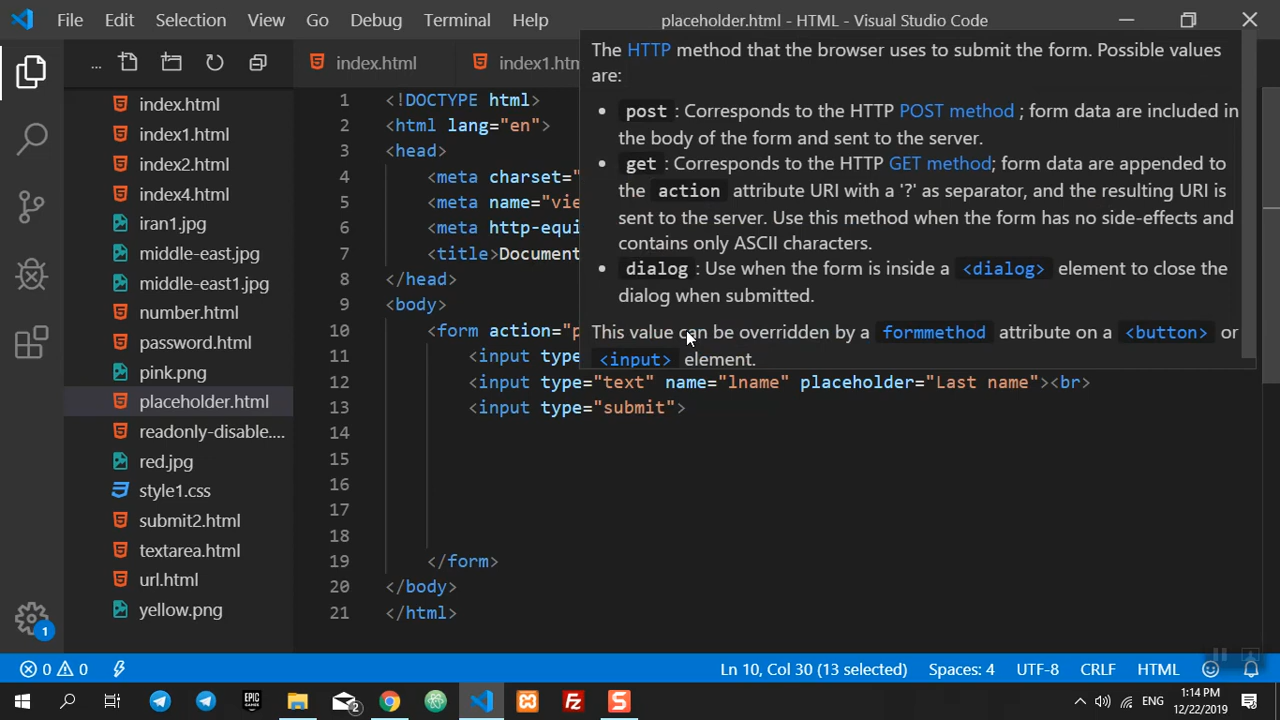 File Edit Selection View Go Debug Terminal Help placeholder.html - HTML - Visual Studio Code
...
index.html
index1.html
index2.html
index4.html
iran1.jpg
middle-east.jpg
middle-east1.jpg
number.html
password.html
pink.png
placeholder.html
readonly-disable....
red.jpg
style1.css
submit2.html
textarea.html
url.html
yellow.png
1
index.html index1.htm
The HTTP method that the browser uses to submit the form. Possible values
are:
• post : Corresponds to the HTTP POST method ; form data are included in
the body of the form and sent to the server.
• get : Corresponds to the HTTP GET method; form data are appended to
the action attribute URI with a '?' as separator, and the resulting URI is
sent to the server. Use this method when the form has no side-effects and
contains only ASCII characters.
• dialog : Use when the form is inside a <dialog> element to close the
dialog when submitted.
This value can be overridden by a formmethod attribute on a <button> or
<input> element.
1 <!DOCTYPE html>
2 <html lang="en">
3 <head>
4 <meta charset="
5 <meta name="vie
6 <meta http-equi
7 <title>Document
8 </head>
9 <body>
10 <form action="p
11 <input type
12 <input type="text" name="lname" placeholder="Last name"><br>
13 <input type="submit">
14
15
16
17
18
19 </form>
20 </body>
21 </html>
0 0 Ln 10, Col 30 (13 selected) Spaces: 4 UTF-8 CRLF HTML
EPIC GAMES 2 S ENG 1:14 PM
12/22/2019